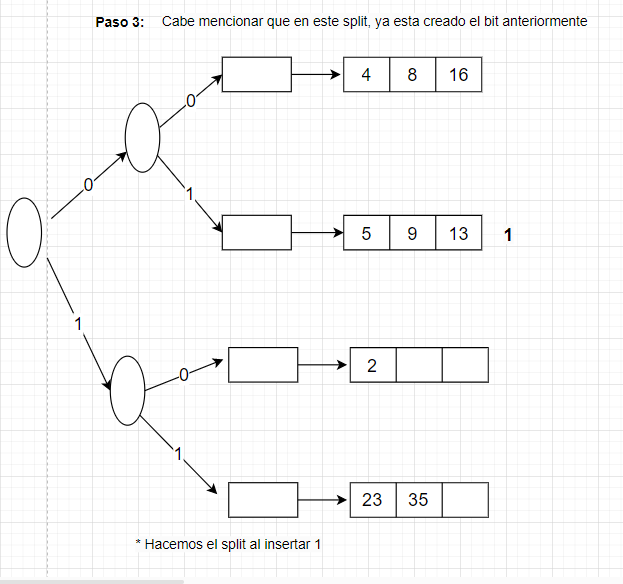 Paso 3: Cabe mencionar que en este split, ya esta creado el bit anteriormente
0
4 8 16
0
1
5 9 13 1
1
0
2
1
23 35
* Hacemos el split al insertar 1